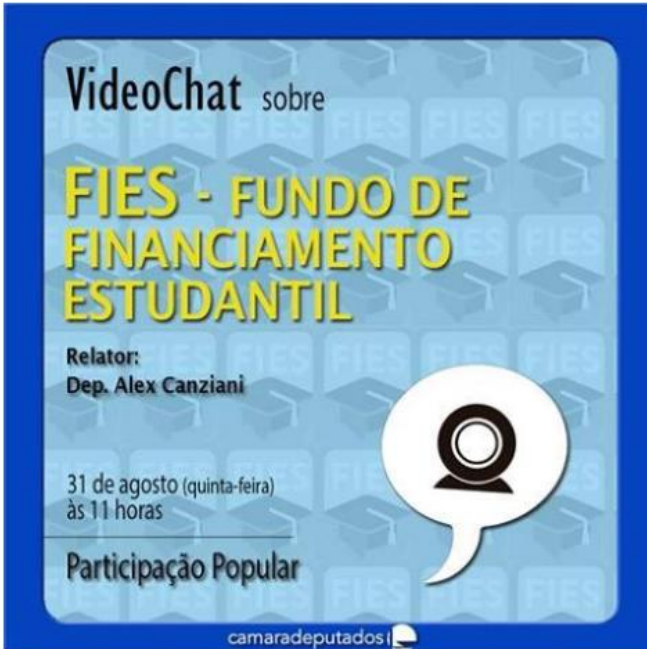 VideoChat sobre
FIES - FUNDO DE
FINANCIAMENTO
ESTUDANTIL
Relator:
Dep. Alex Canziani
31 de agosto (quinta-feira)
às 11 horas
Participação Popular
camaradeputados